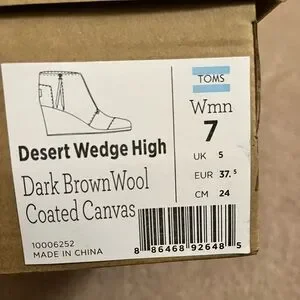 TOMS
Wmn
7
UK 5
EUR 37.5
CM 24
Desert Wedge High
Dark BrownWool
Coated Canvas
10006252
MADE IN CHINA
8 86468 92648 5